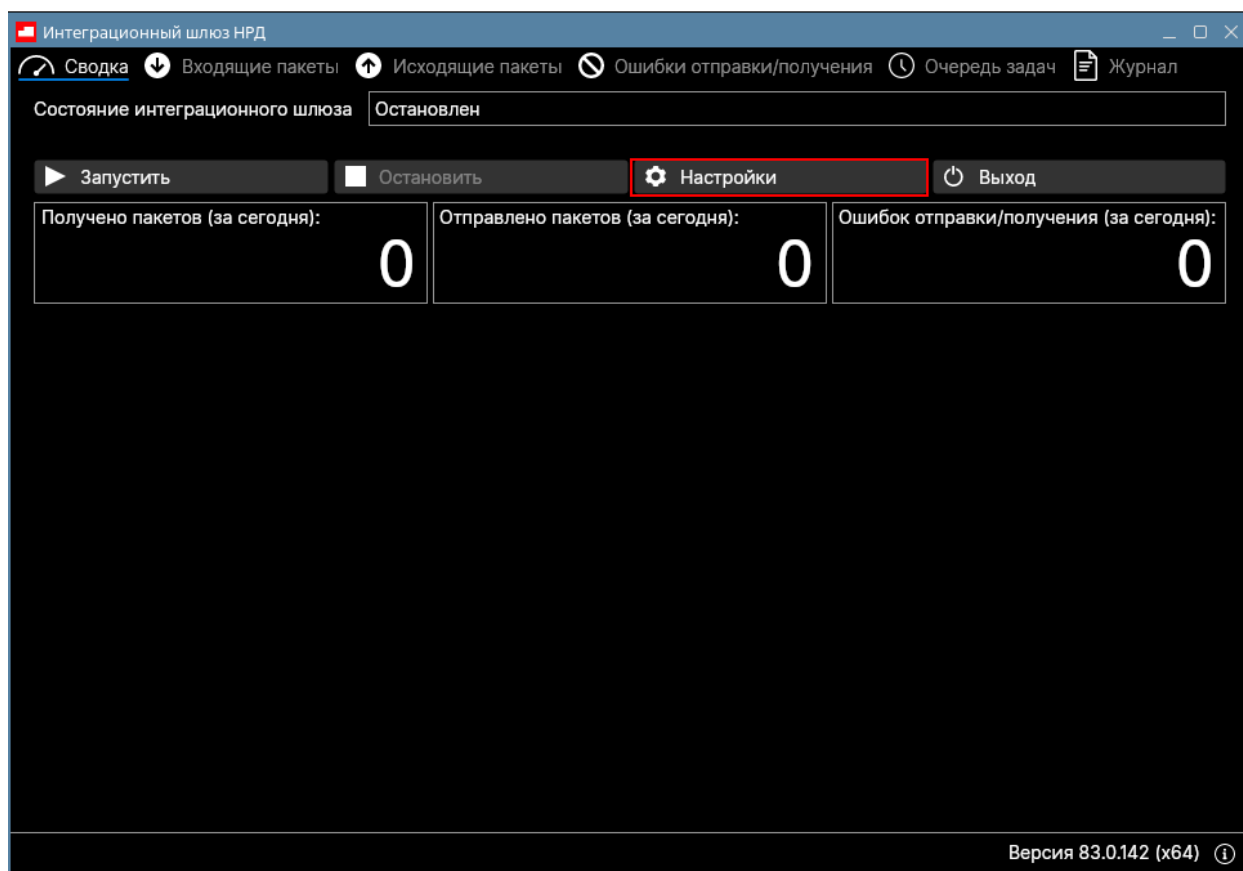 Интеграционный шлюз НРД
Сводка Входящие пакеты Исходящие пакеты Ошибки отправки/получения Очередь задач Журнал
Состояние интеграционного шлюза Остановлен
Запустить Остановить Настройки Выход
Получено пакетов (за сегодня): Отправлено пакетов (за сегодня): Ошибок отправки/получения (за сегодня):
0 0 0
Версия 83.0.142 (x64)